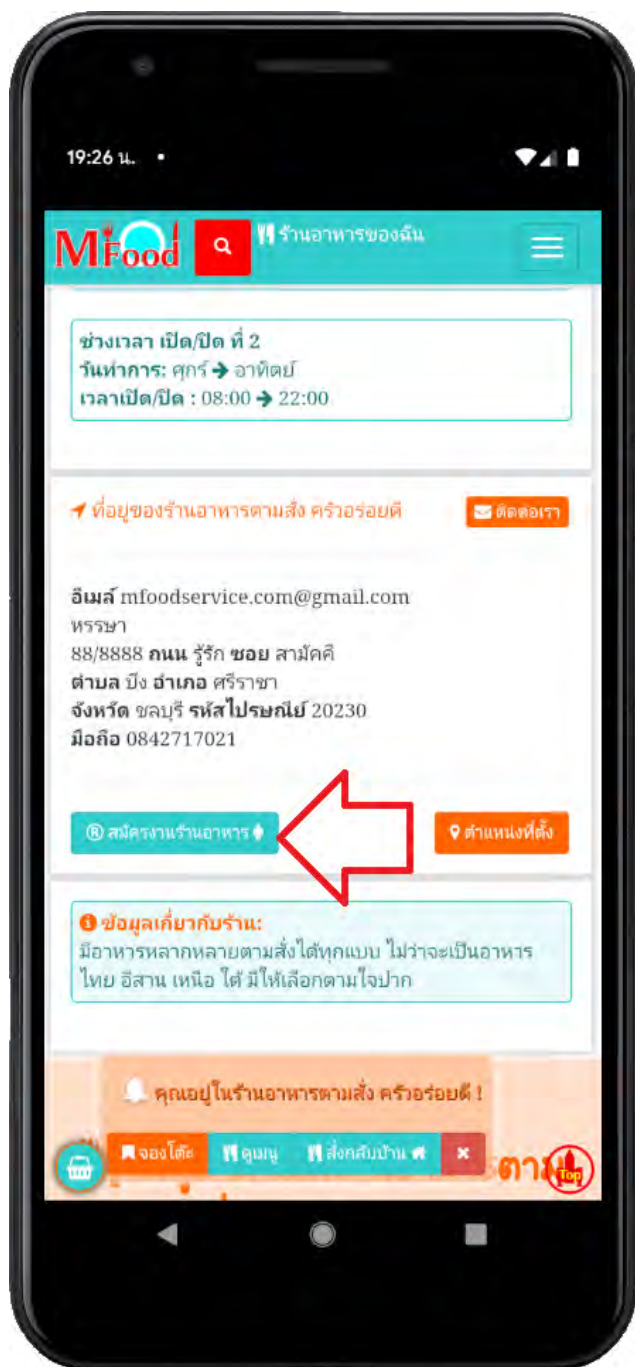 19:26 น.
MFood
ร้านอาหารของฉัน
ช่วงเวลา เปิด/ปิด ที่ 2
วันทำการ: ศุกร์ ➔ อาทิตย์
เวลาเปิด/ปิด : 08:00 ➔ 22:00
ที่อยู่ของร้านอาหารตามสั่ง ครัวอร่อยดี
ติดต่อเรา
อีเมล์ mfoodservice.com@gmail.com
หรรษา
88/8888 ถนน รู้รัก ซอย สามัคคี
ตำบล บึง อำเภอ ศรีราชา
จังหวัด ชลบุรี รหัสไปรษณีย์ 20230
มือถือ 0842717021
® สมัครงานร้านอาหาร
ตำแหน่งที่ตั้ง
ข้อมูลเกี่ยวกับร้าน:
มีอาหารหลากหลายตามสั่งได้ทุกแบบ ไม่ว่าจะเป็นอาหาร
ไทย อีสาน เหนือ ใต้ มีให้เลือกตามใจปาก
คุณอยู่ในร้านอาหารตามสั่ง ครัวอร่อยดี !
จองโต๊ะ ดูเมนู สั่งกลับบ้าน ×
ตาม
Top